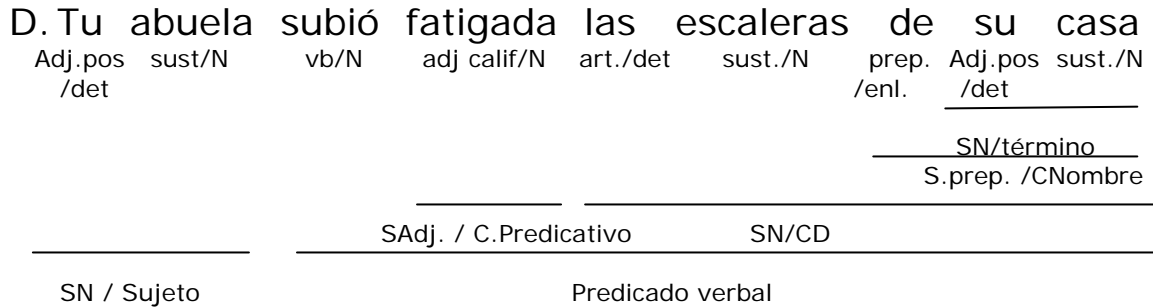 D. Tu abuela subió fatigada las escaleras de su casa
Adj.pos sust/N vb/N adj calif/N art./det sust./N prep. Adj.pos sust./N
/det /enl. /det
SN/término
S.prep. /CNombre
SAdj. / C.Predicativo SN/CD
SN / Sujeto Predicado verbal